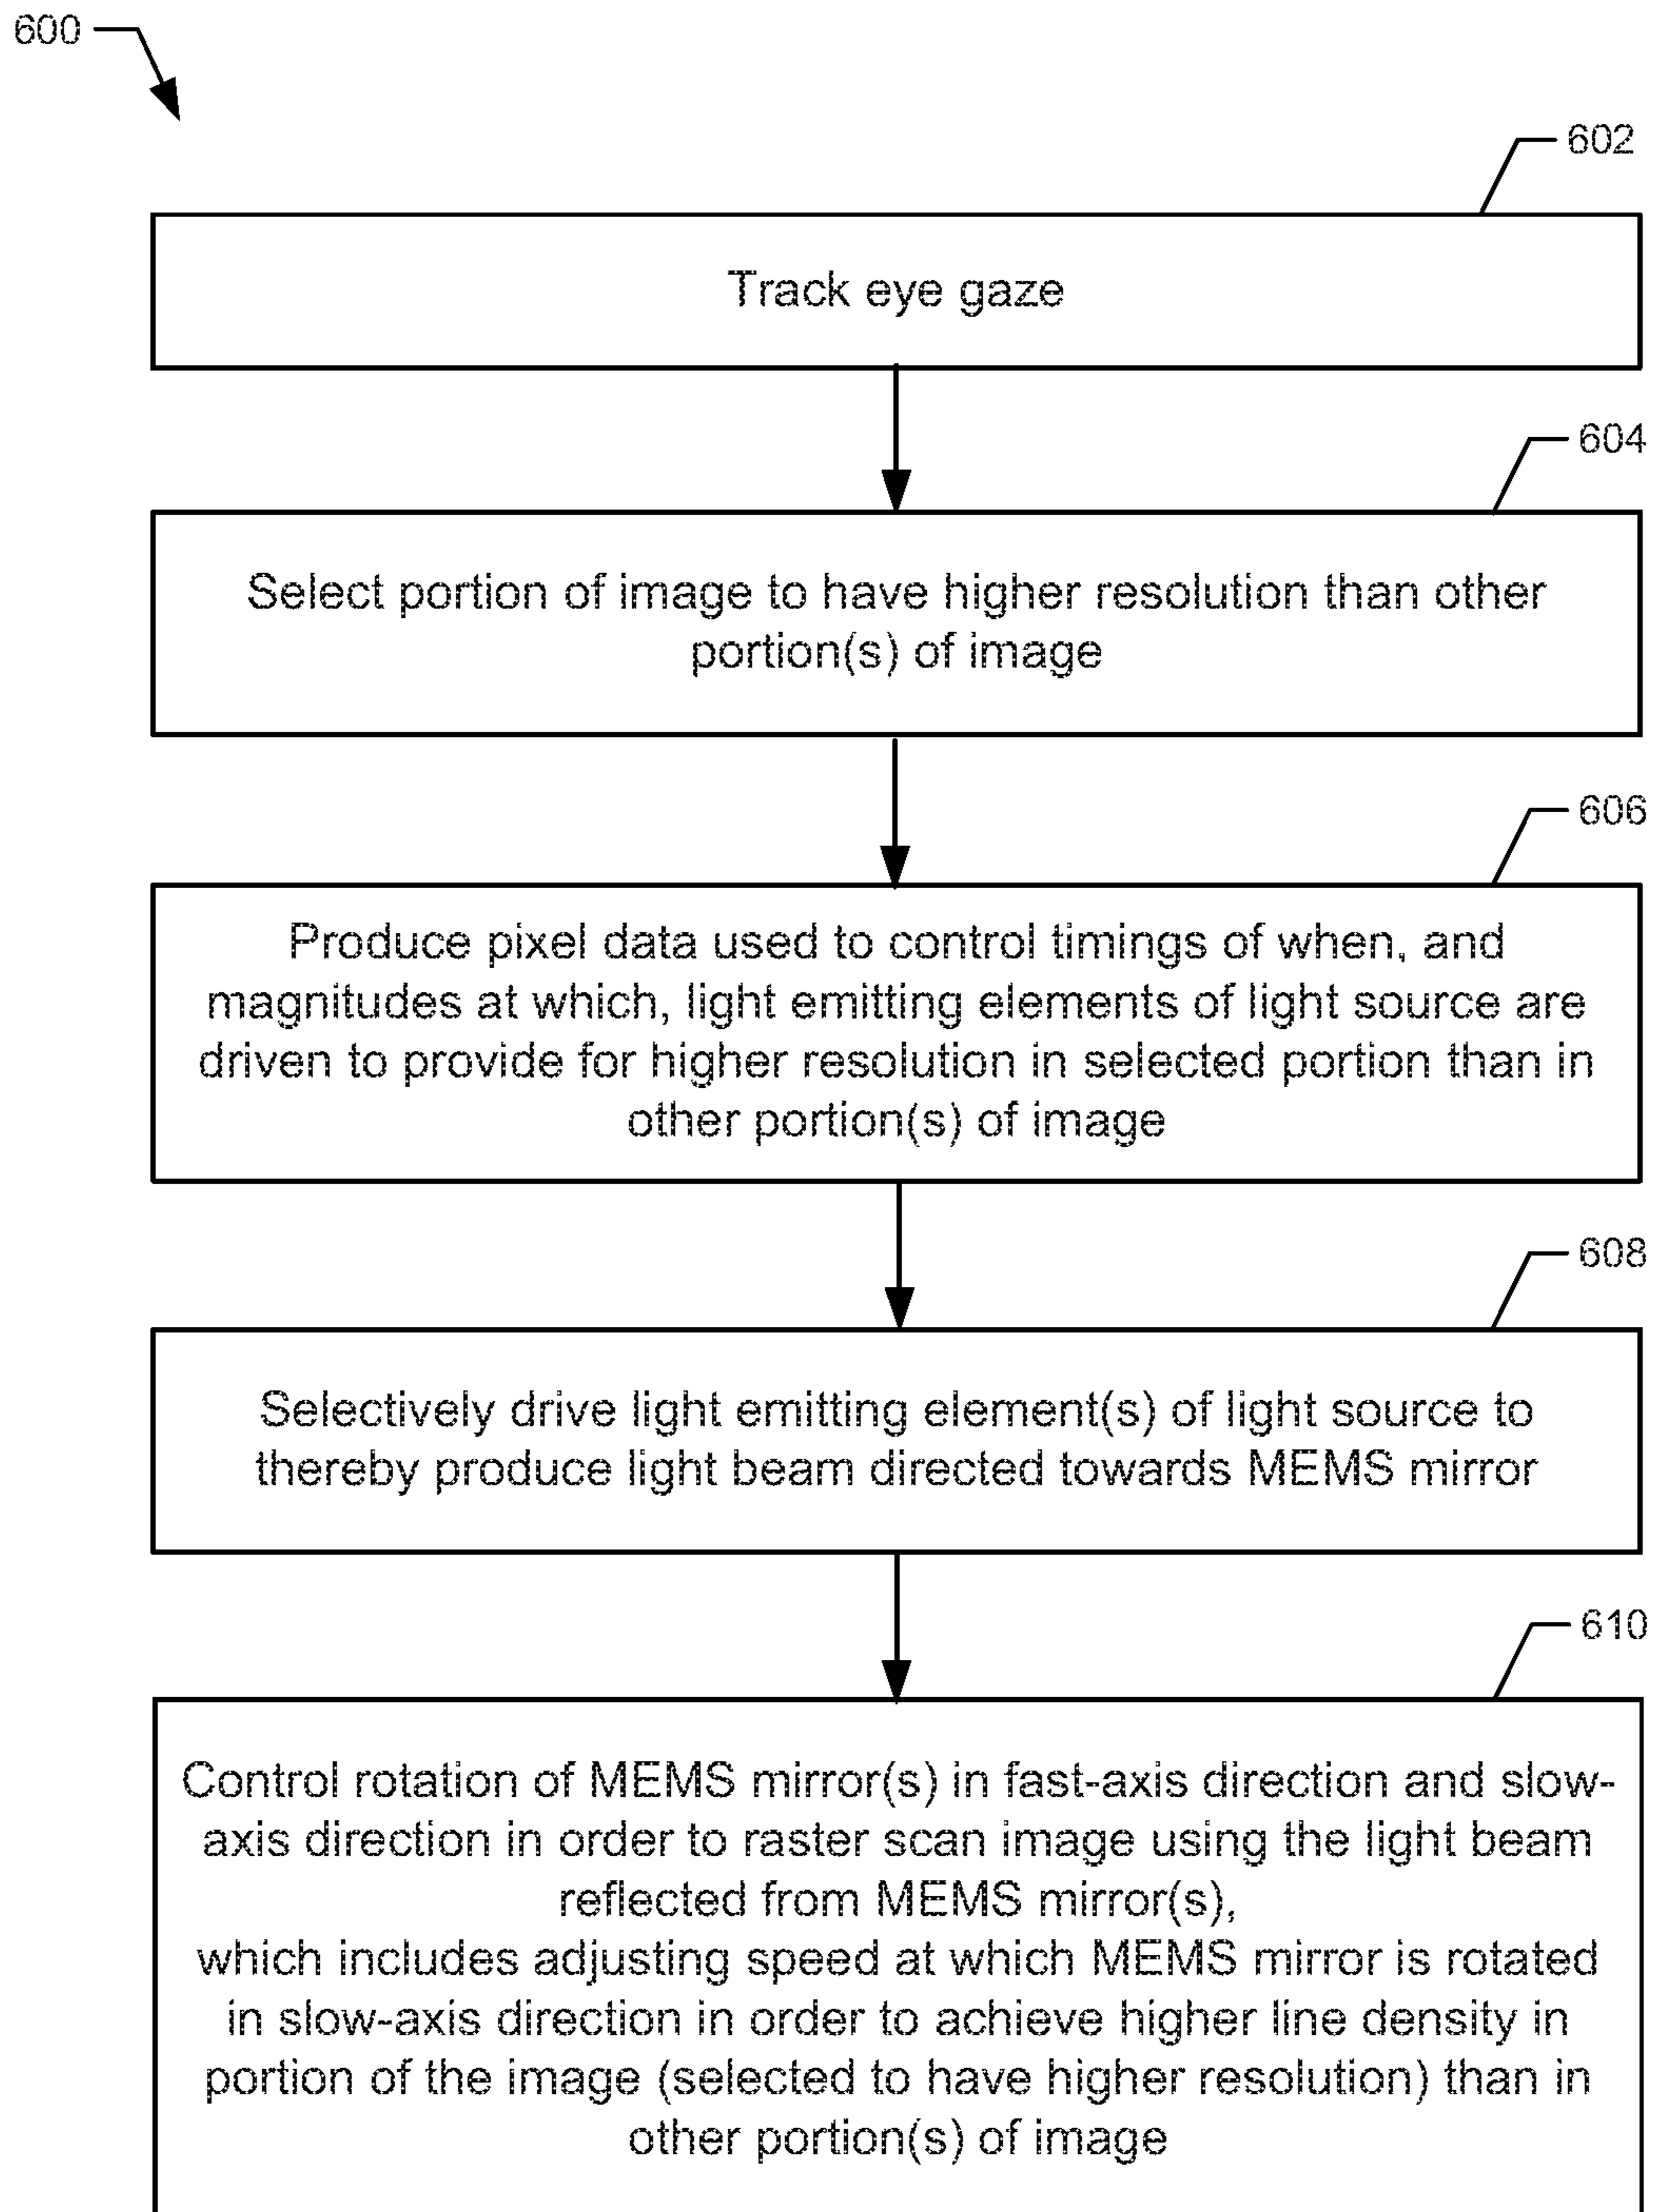 600
602
Track eye gaze
604
Select portion of image to have higher resolution than other
portion(s) of image
606
Produce pixel data used to control timings of when, and
magnitudes at which, light emitting elements of light source are
driven to provide for higher resolution in selected portion than in
other portion(s) of image
608
Selectively drive light emitting element(s) of light source to
thereby produce light beam directed towards MEMS mirror
610
Control rotation of MEMS mirror(s) in fast-axis direction and slow-
axis direction in order to raster scan image using the light beam
reflected from MEMS mirror(s),
which includes adjusting speed at which MEMS mirror is rotated
in slow-axis direction in order to achieve higher line density in
portion of the image (selected to have higher resolution) than in
other portion(s) of image